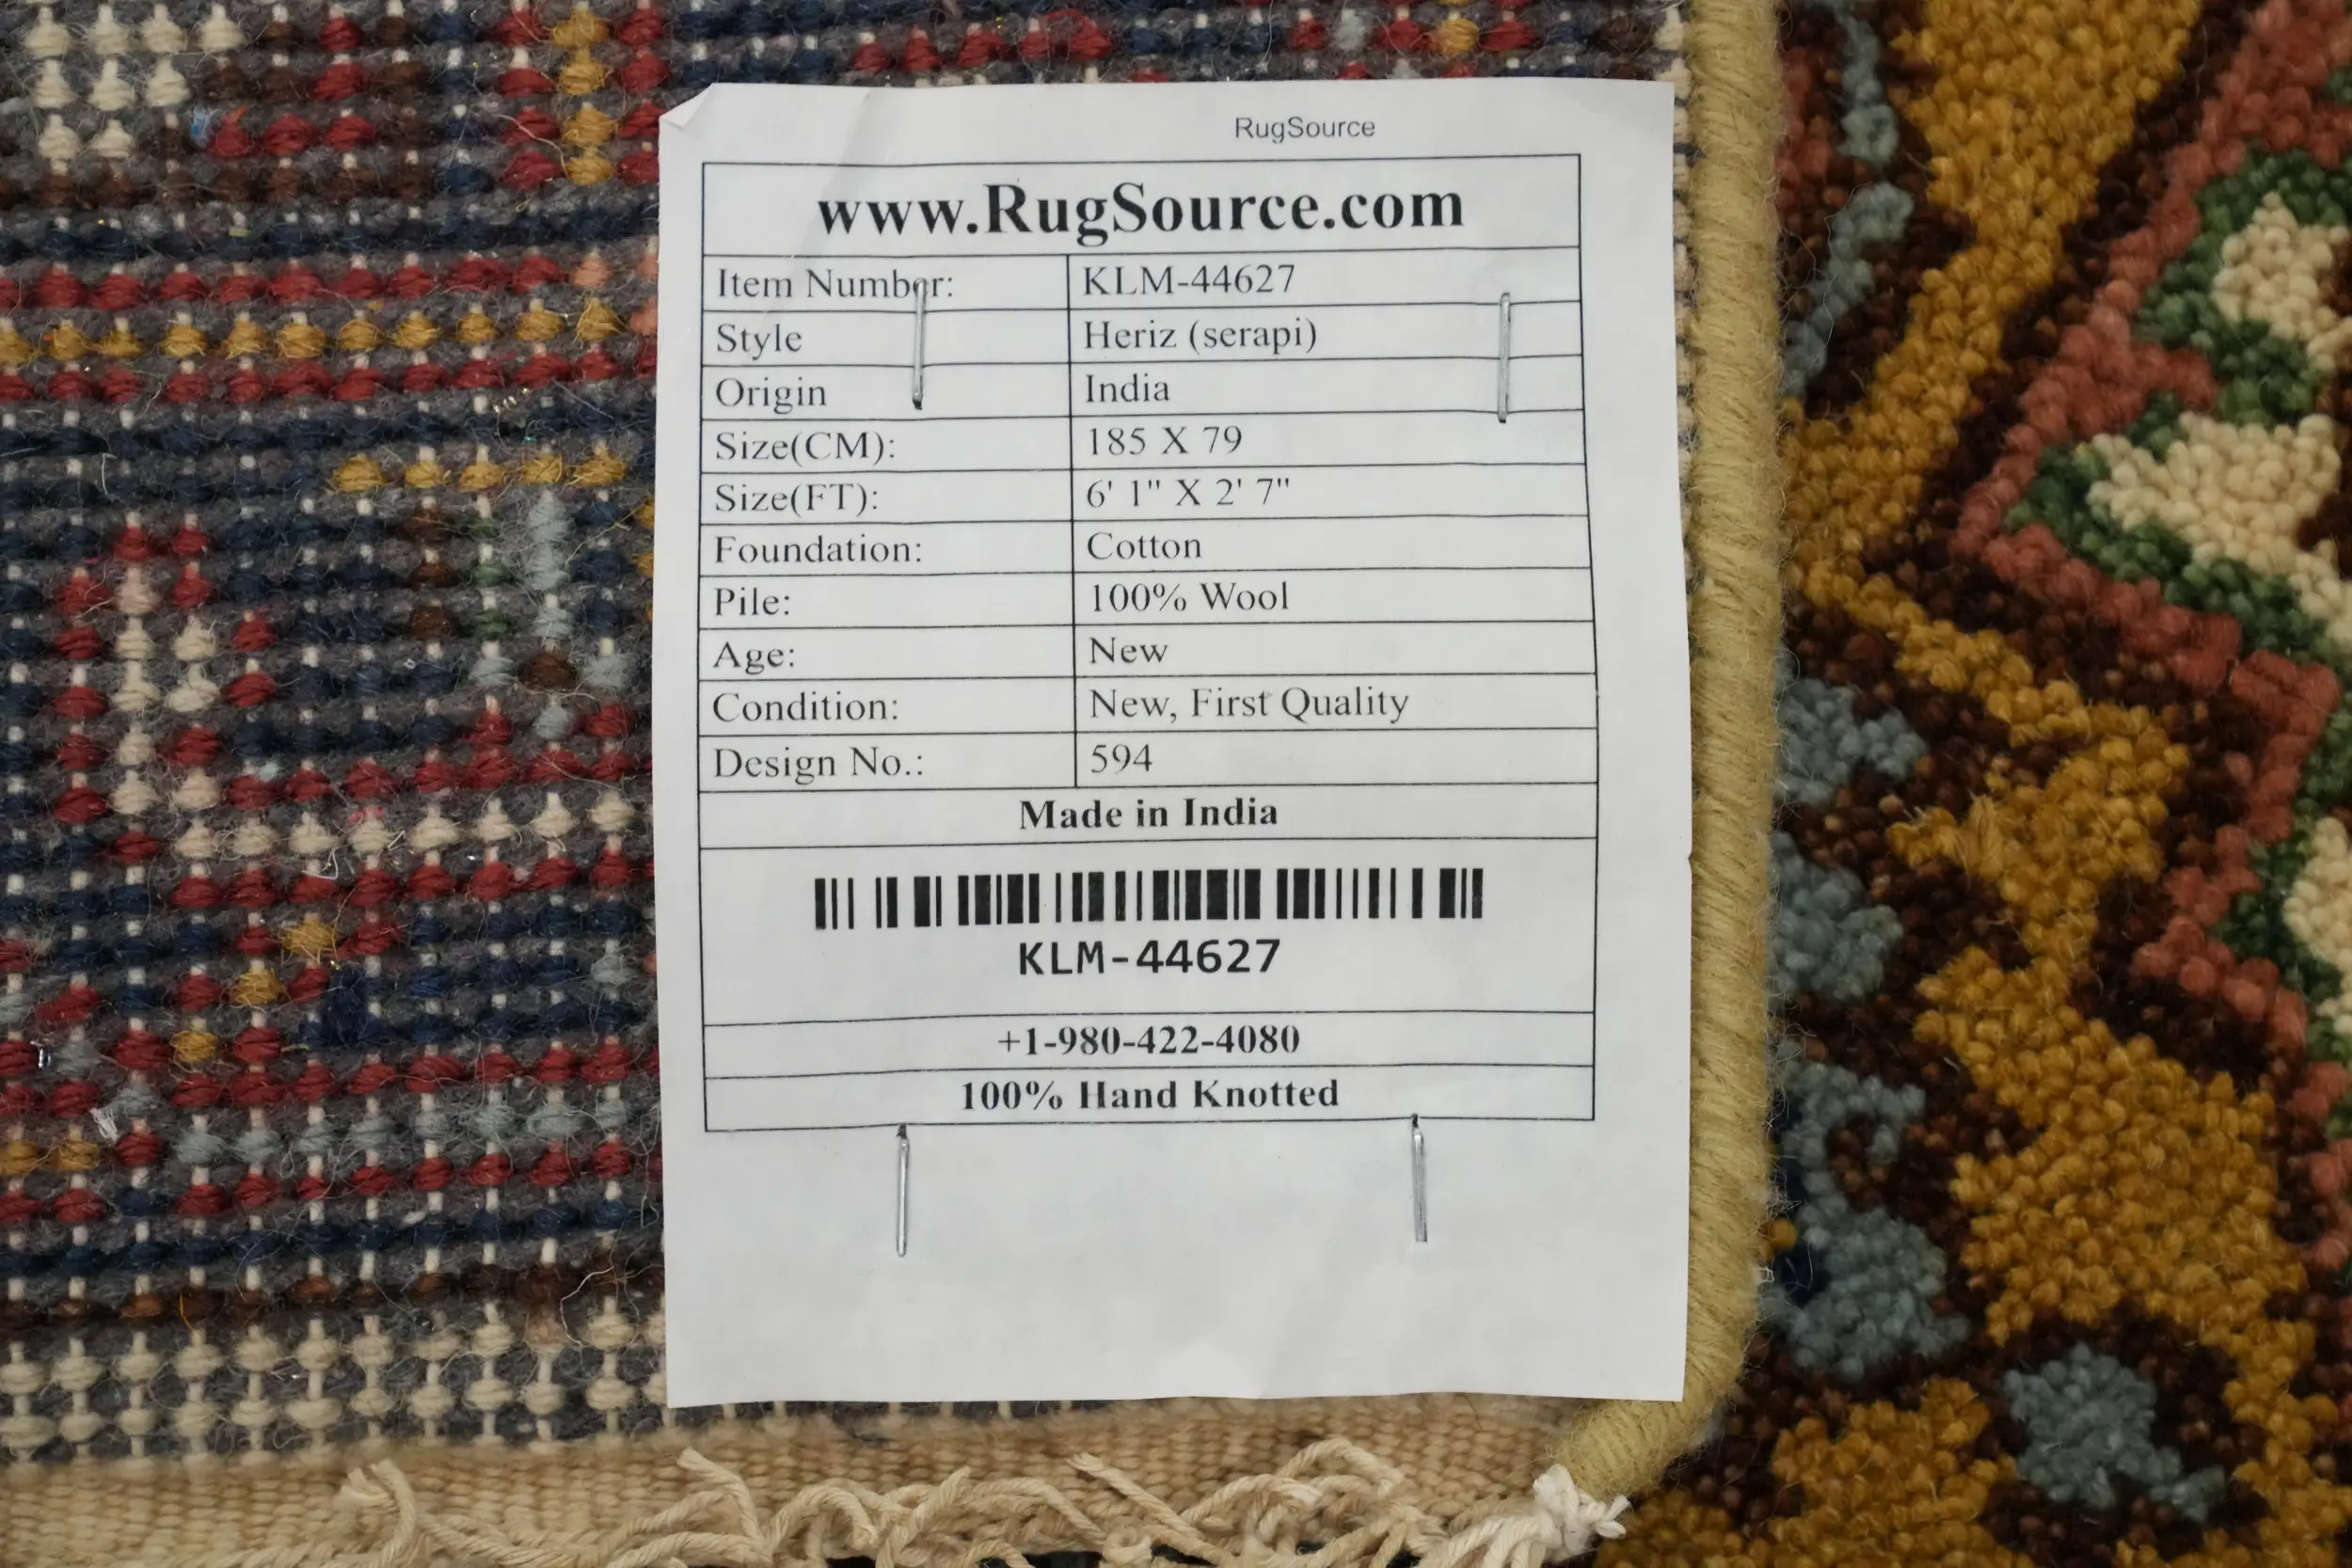 RugSource
www.RugSource.com
Item Number: KLM-44627
Style Heriz (serapi)
Origin India
Size(CM): 185 X 79
Size(FT): 6' 1" X 2' 7"
Foundation: Cotton
Pile: 100% Wool
Age: New
Condition: New, First Quality
Design No.: 594
Made in India
KLM-44627
+1-980-422-4080
100% Hand Knotted